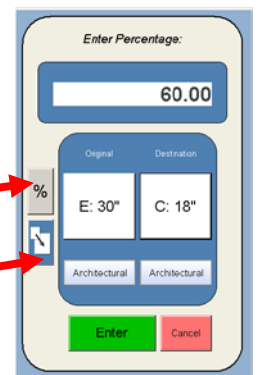 Enter Percentage:
60.00
Original Destination
%
E: 30" C: 18"
Architectural Architectural
Enter Cancel